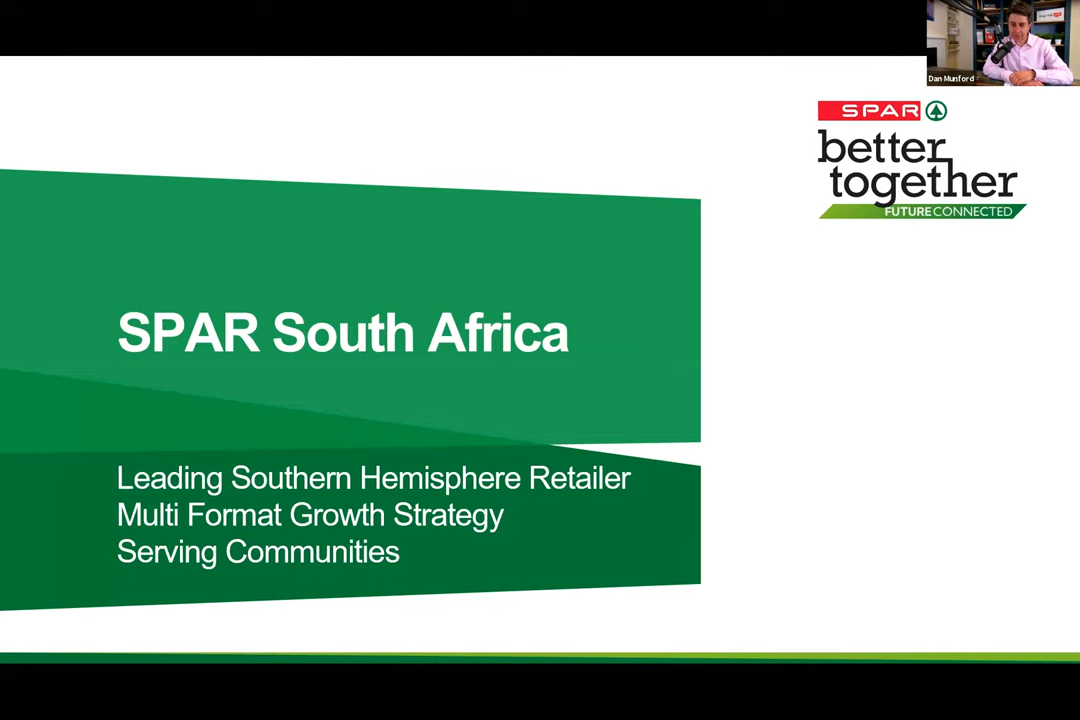 Dan Munford
SPAR
better
together
FUTURECONNECTED
SPAR South Africa
Leading Southern Hemisphere Retailer
Multi Format Growth Strategy
Serving Communities